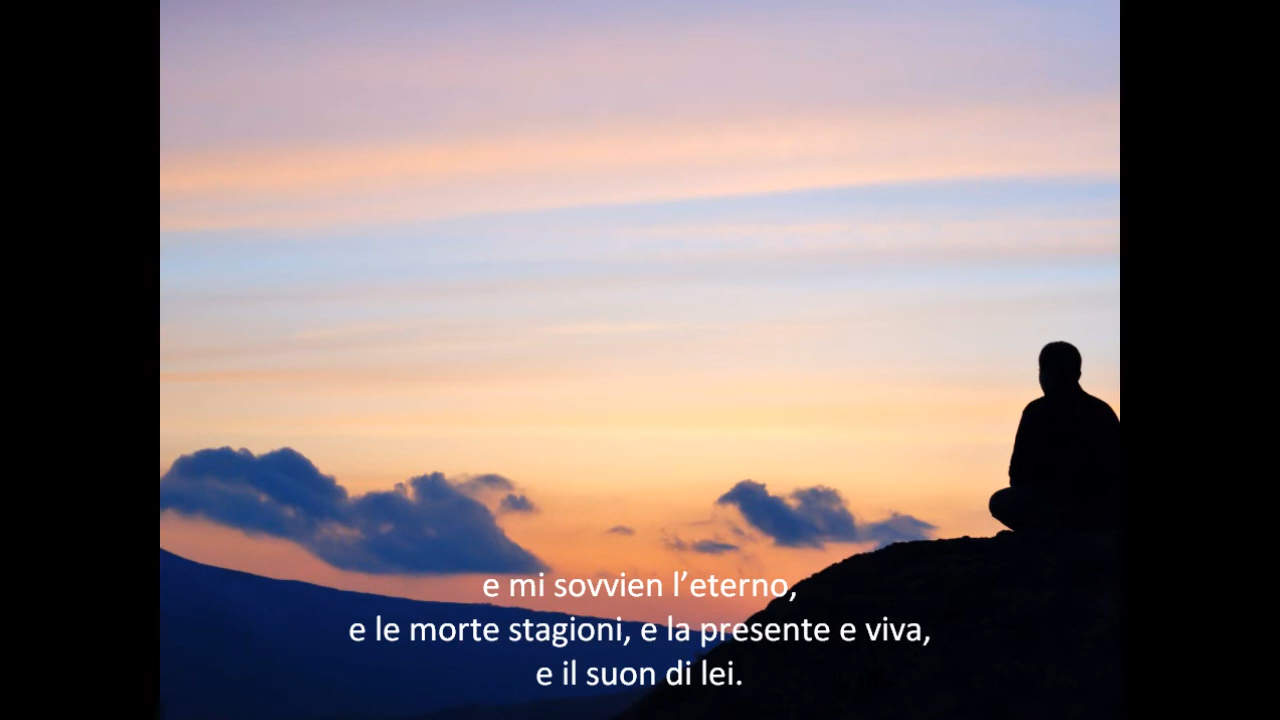 e mi sovvien l’eterno,
e le morte stagioni, e la presente e viva,
e il suon di lei.